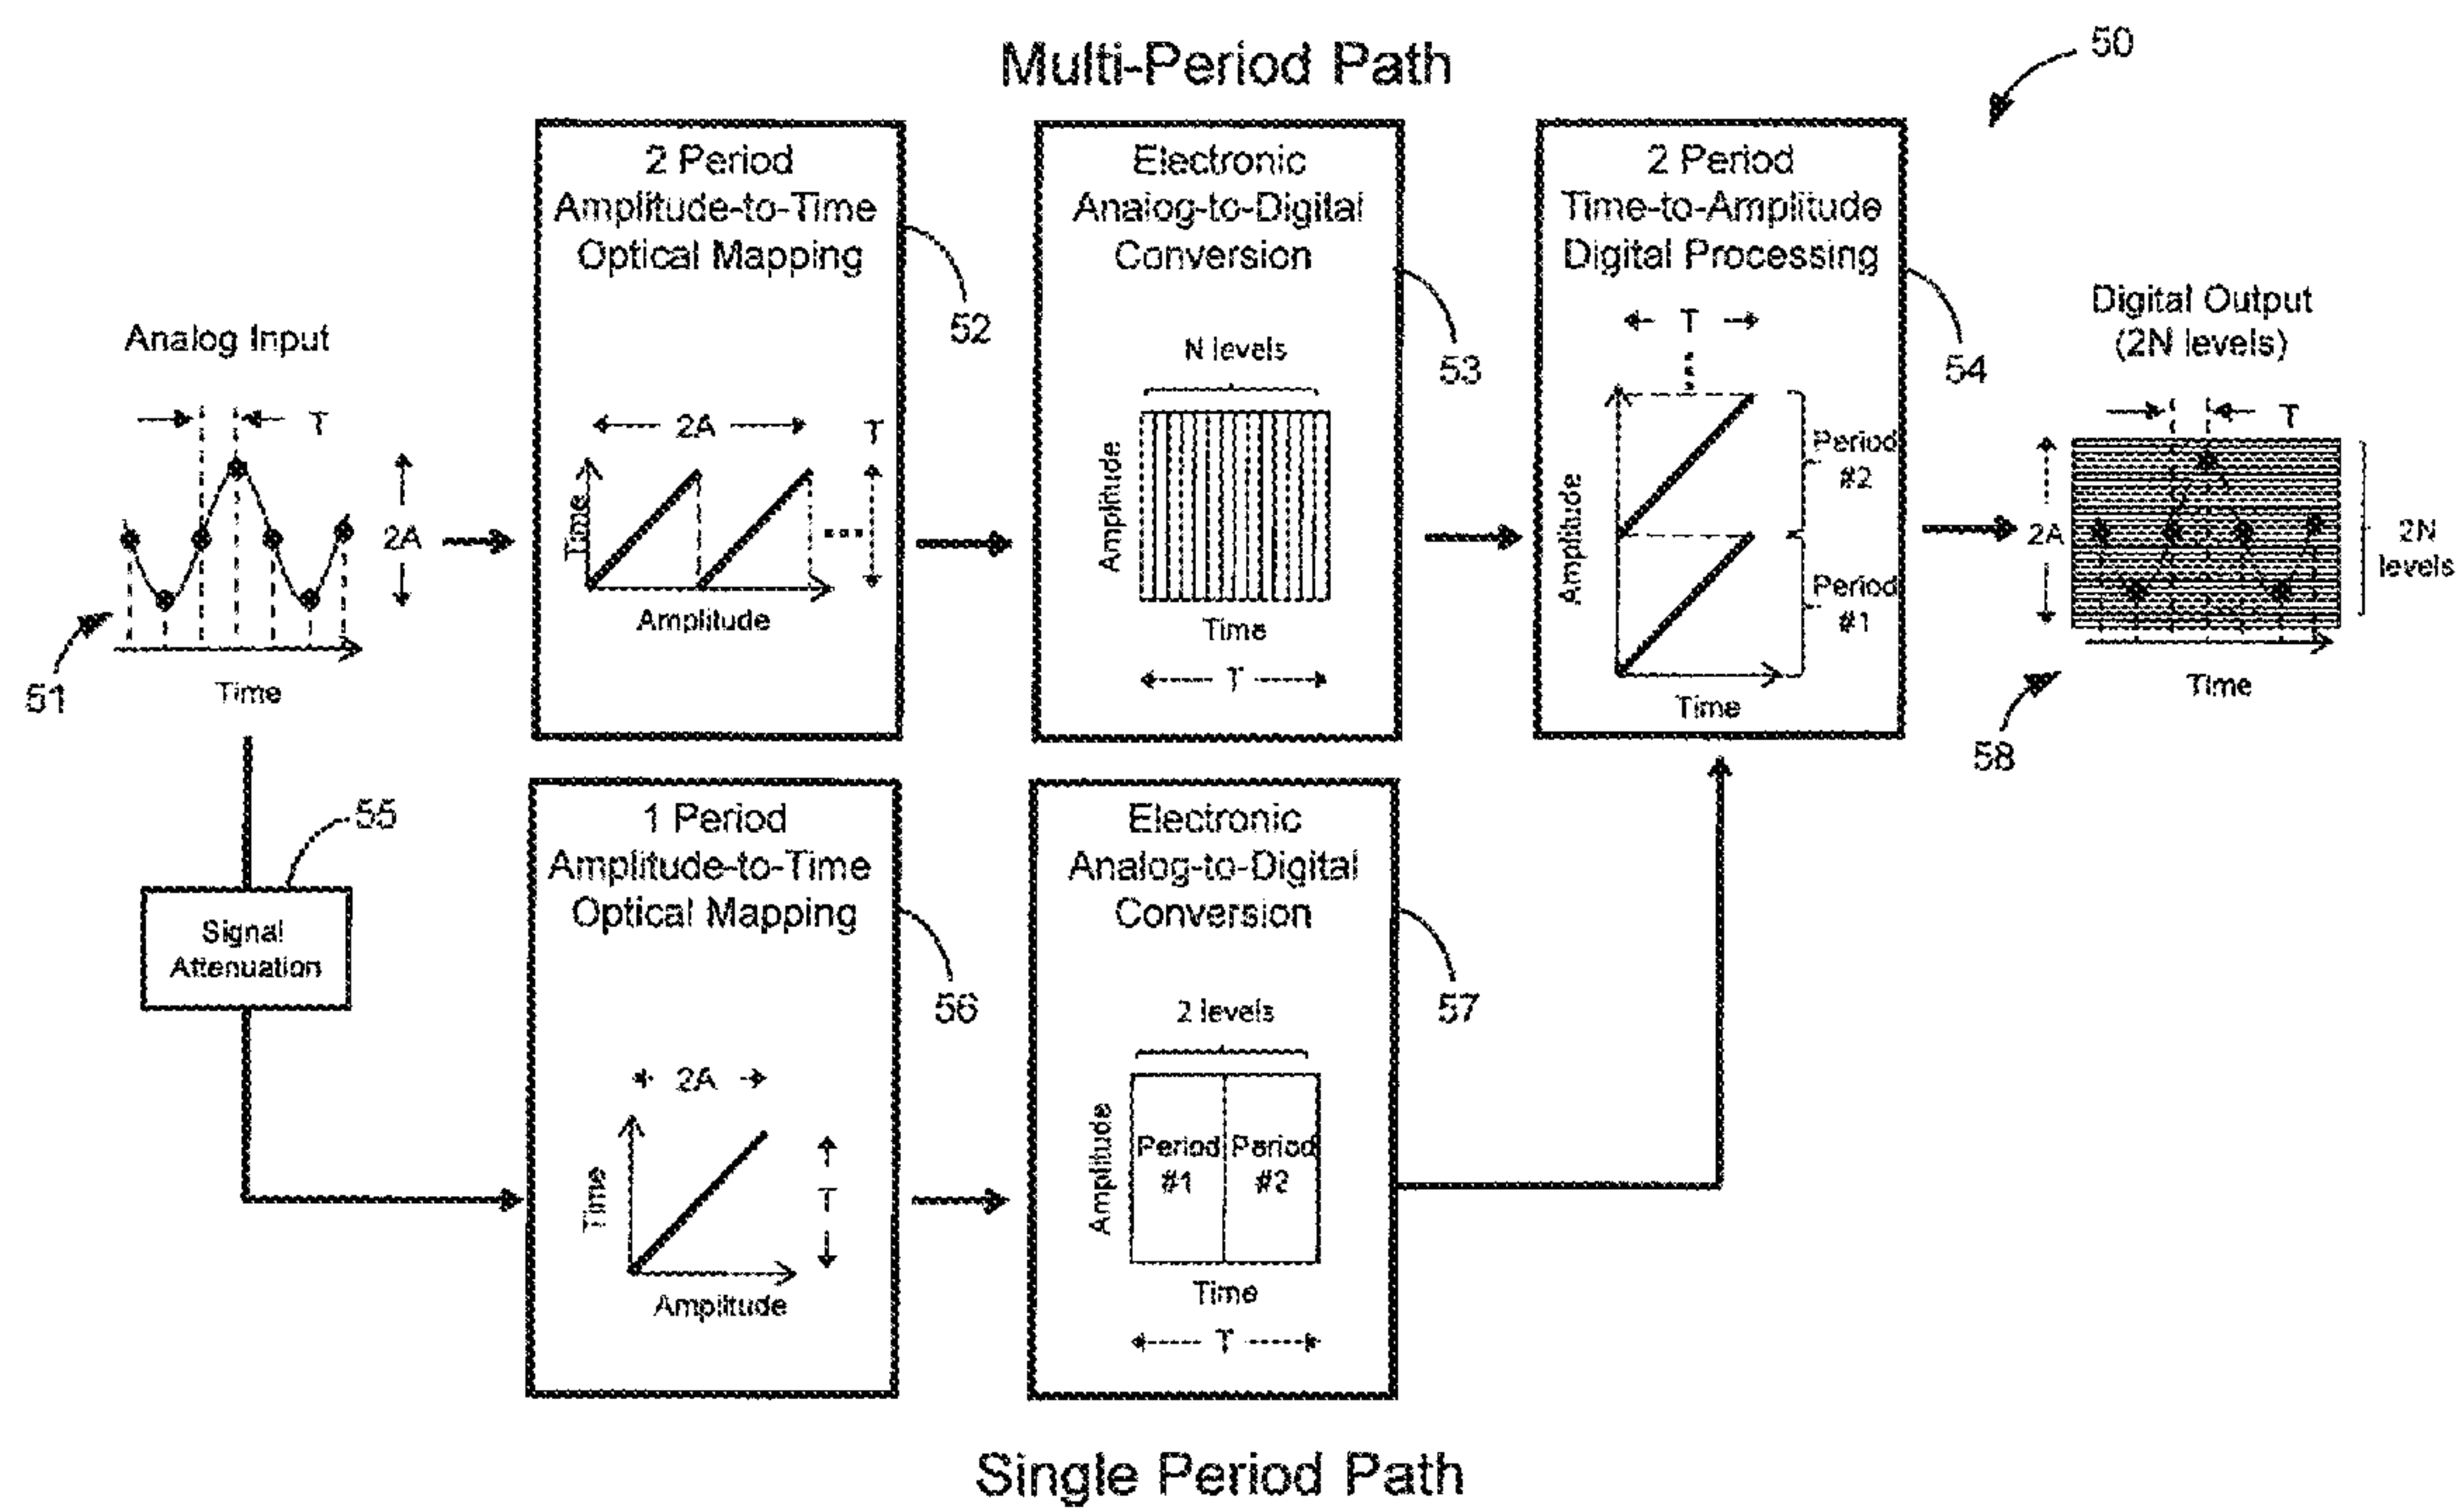 Multi-Period Path
50
2 Period
Amplitude-to-Time
Optical Mapping
52
2A
T
Time
Amplitude
Electronic
Analog-to-Digital
Conversion
53
N levels
Amplitude
Time
T
2 Period
Time-to-Amplitude
Digital Processing
54
T
Amplitude
Period
#2
Period
#1
Time
Analog Input
T
2A
51
Time
Digital Output
(2N levels)
T
2A
2N
levels
Time
58
55
Signal
Attenuation
1 Period
Amplitude-to-Time
Optical Mapping
56
2A
Time
T
Amplitude
Electronic
Analog-to-Digital
Conversion
57
2 levels
Amplitude
Period
#1
Period
#2
Time
T
Single Period Path